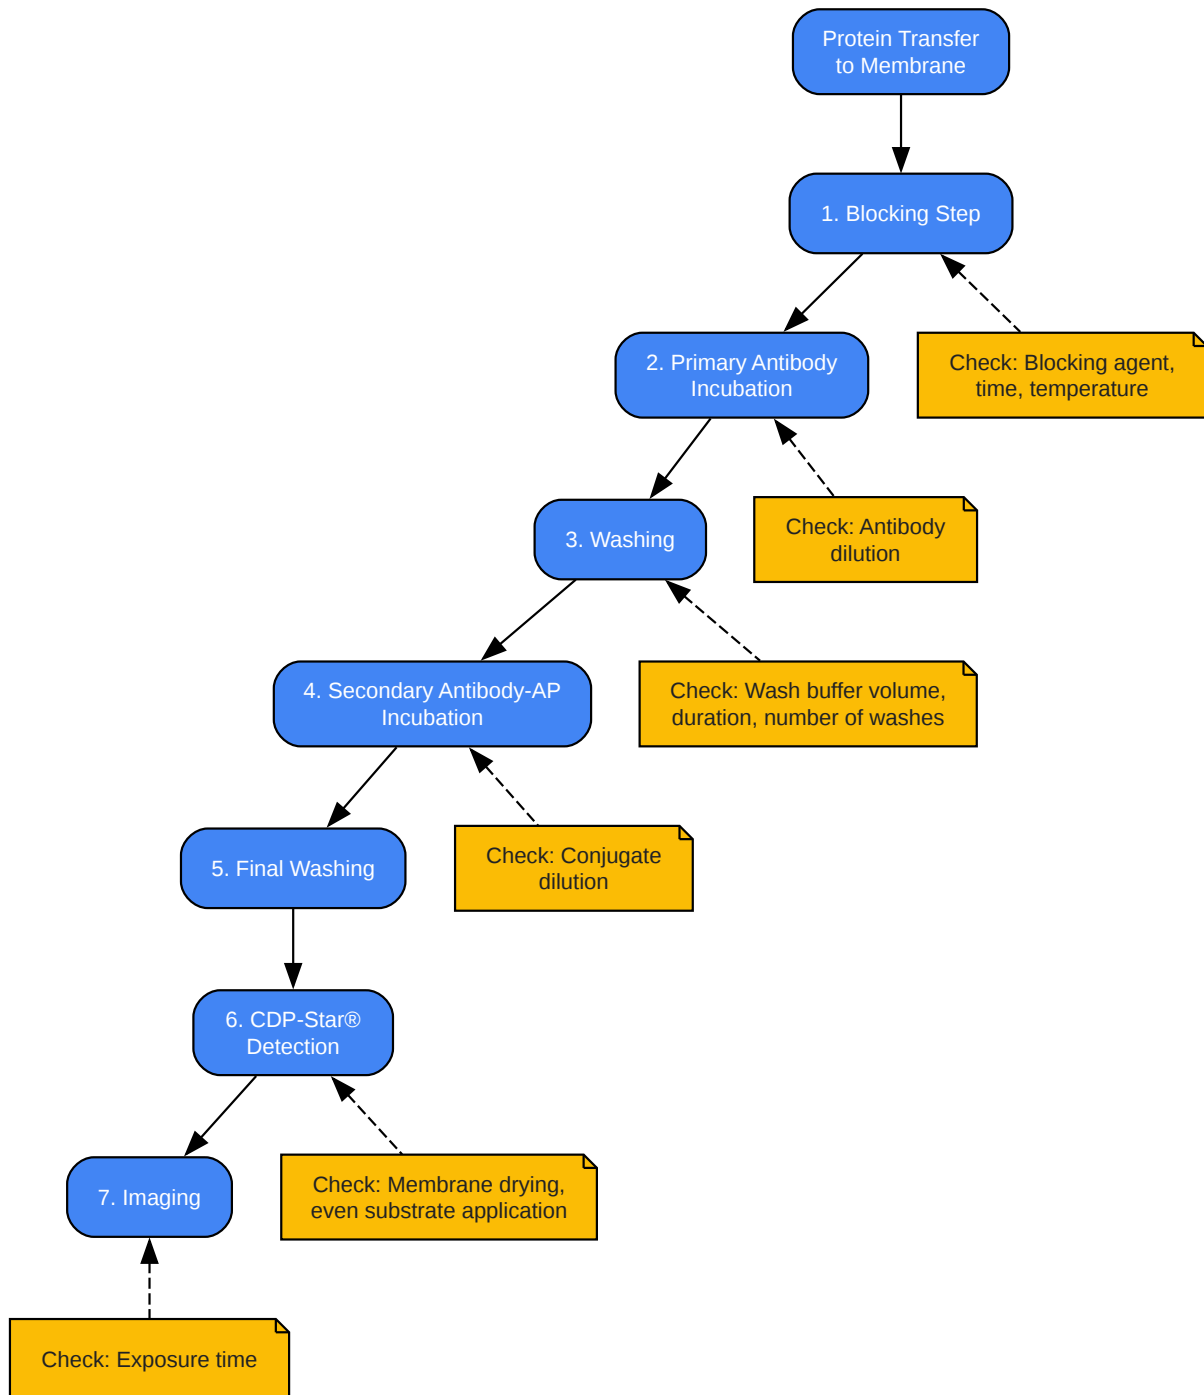 Protein Transfer
to Membrane
1. Blocking Step
2. Primary Antibody
Incubation
Check: Blocking agent,
time, temperature
3. Washing
Check: Antibody
dilution
4. Secondary Antibody-AP
Incubation
Check: Wash buffer volume,
duration, number of washes
5. Final Washing
Check: Conjugate
dilution
6. CDP-Star®
Detection
7. Imaging
Check: Membrane drying,
even substrate application
Check: Exposure time